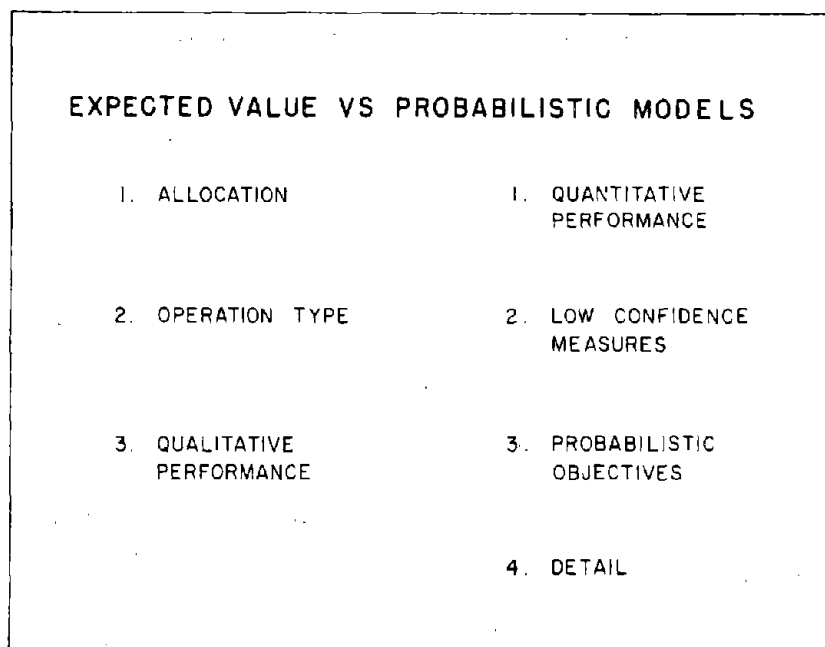 EXPECTED VALUE VS PROBABILISTIC MODELS
1. ALLOCATION
2. OPERATION TYPE
3. QUALITATIVE
PERFORMANCE
1. QUANTITATIVE
PERFORMANCE
2. LOW CONFIDENCE
MEASURES
3. PROBABILISTIC
OBJECTIVES
4. DETAIL